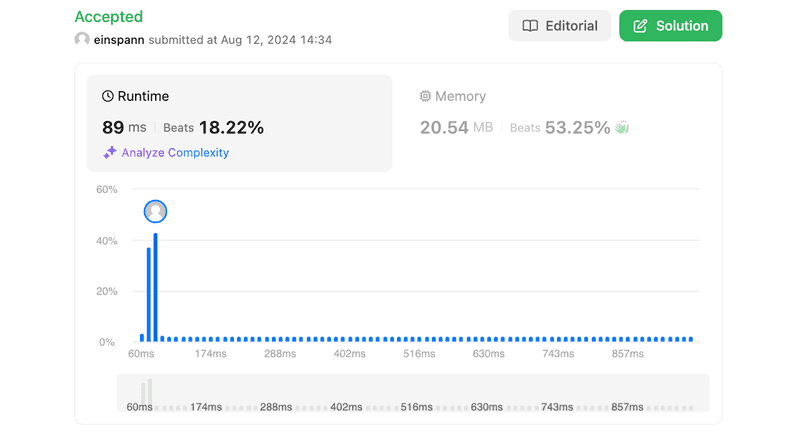 Accepted
einspann submitted at Aug 12, 2024 14:34
Editorial
Solution
Runtime
89 ms Beats 18.22%
Analyze Complexity
Memory
20.54 MB Beats 53.25%
60%
40%
20%
0%
60ms 174ms 288ms 402ms 516ms 630ms 743ms 857ms
60ms 174ms 288ms 402ms 516ms 630ms 743ms 857ms